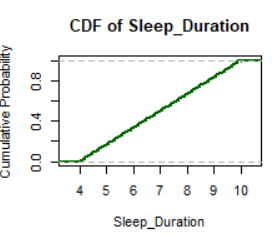 CDF of Sleep_Duration
Cumulative Probability
0.8
0.4
0.0
4 5 6 7 8 9 10
Sleep_Duration